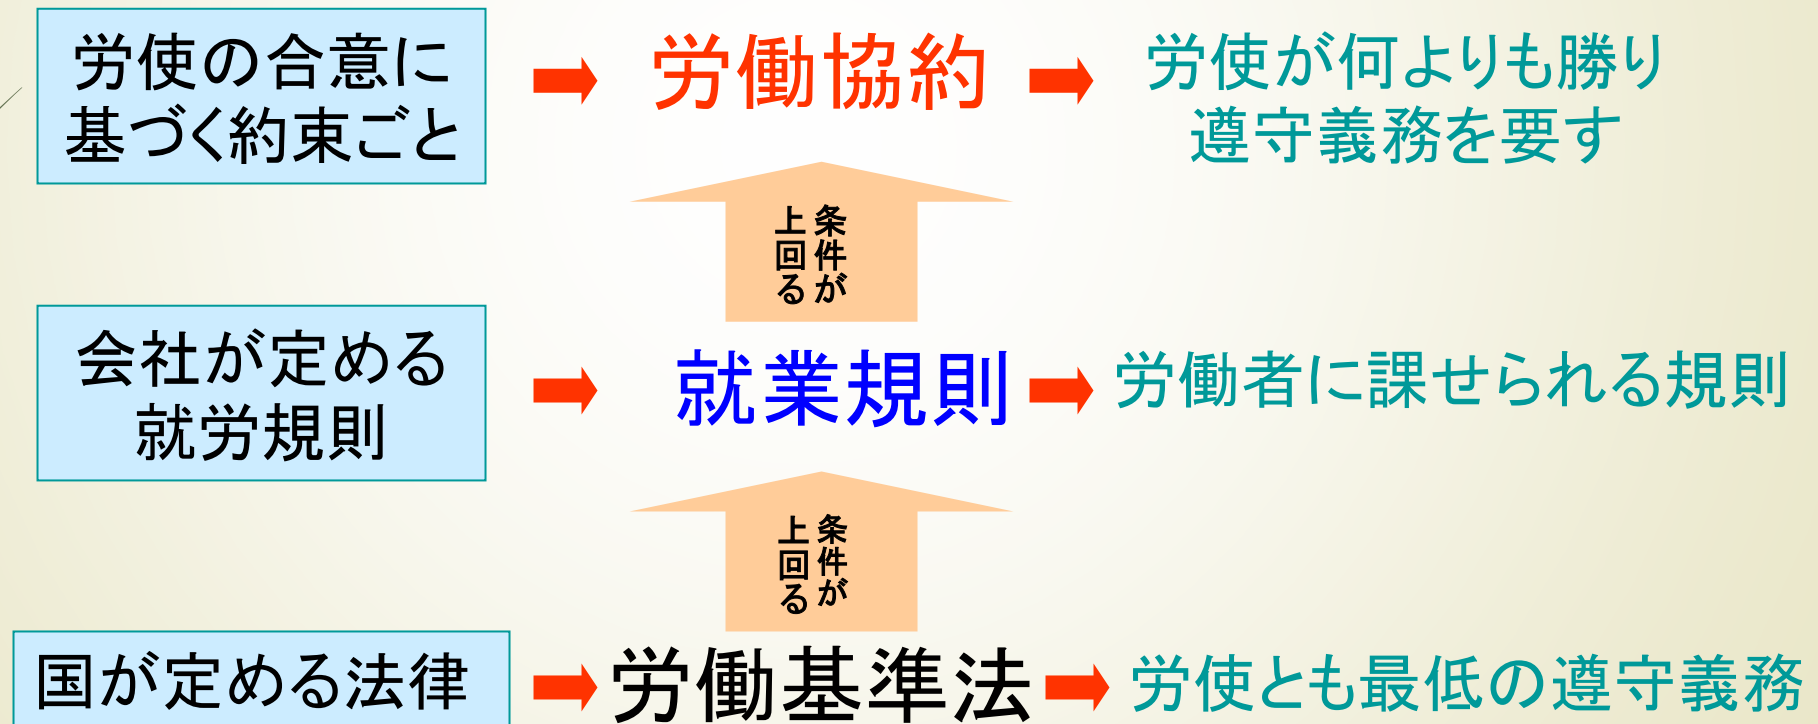 労使の合意に
基づく約束ごと
労働協約
労使が何よりも勝り
遵守義務を要す
条件が
上回る
会社が定める
就労規則
就業規則
労働者に課せられる規則
条件が
上回る
国が定める法律
労働基準法
労使とも最低の遵守義務